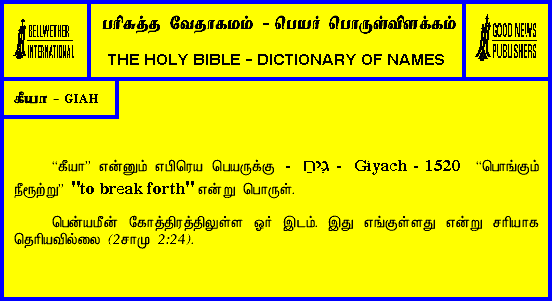 BELLWETHER
INTERNATIONAL
பரிசுத்த வேதாகமம் - பெயர் பொருள்விளக்கம்
THE HOLY BIBLE - DICTIONARY OF NAMES
GOOD NEWS
PUBLISHERS
கீயா - GIAH
“கீயா” என்னும் எபிரெய பெயருக்கு - גיח - Giyach - 1520 “பொங்கும்
நீரூற்று” "to break forth" என்று பொருள்.
பென்யமீன் கோத்திரத்திலுள்ள ஓர் இடம். இது எங்குள்ளது என்று சரியாக
தெரியவில்லை (2சாமு 2:24).